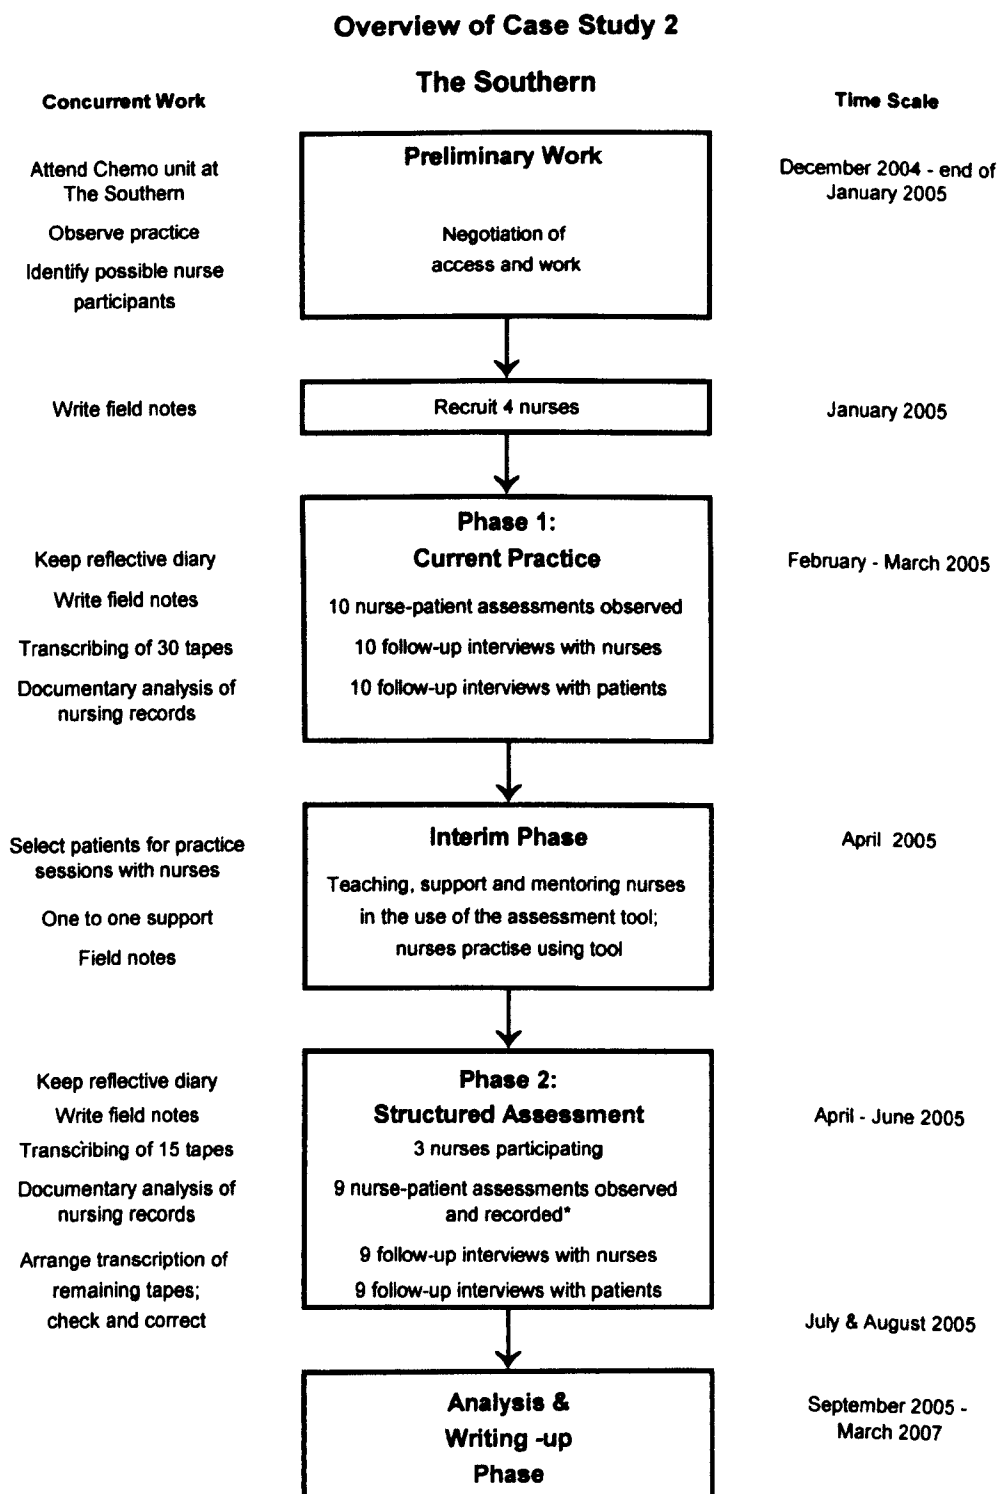 Overview of Case Study 2
The Southern
Concurrent Work
Time Scale
Attend Chemo unit at
The Southern
Observe practice
Identify possible nurse
participants
Preliminary Work
Negotiation of
access and work
December 2004 - end of
January 2005
Write field notes
Recruit 4 nurses
January 2005
Keep reflective diary
Write field notes
Transcribing of 30 tapes
Documentary analysis of
nursing records
Phase 1:
Current Practice
10 nurse-patient assessments observed
10 follow-up interviews with nurses
10 follow-up interviews with patients
February - March 2005
Select patients for practice
sessions with nurses
One to one support
Field notes
Interim Phase
Teaching, support and mentoring nurses
in the use of the assessment tool;
nurses practise using tool
April 2005
Keep reflective diary
Write field notes
Transcribing of 15 tapes
Documentary analysis of
nursing records
Arrange transcription of
remaining tapes;
check and correct
Phase 2:
Structured Assessment
3 nurses participating
9 nurse-patient assessments observed
and recorded*
9 follow-up interviews with nurses
9 follow-up interviews with patients
April - June 2005
July & August 2005
Analysis &
Writing -up
Phase
September 2005 -
March 2007